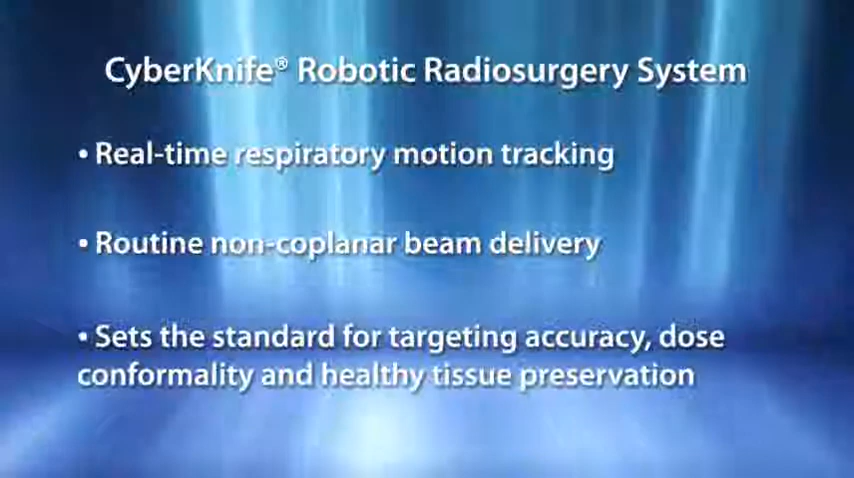 CyberKnife® Robotic Radiosurgery System
• Real-time respiratory motion tracking
• Routine non-coplanar beam delivery
• Sets the standard for targeting accuracy, dose
conformality and healthy tissue preservation